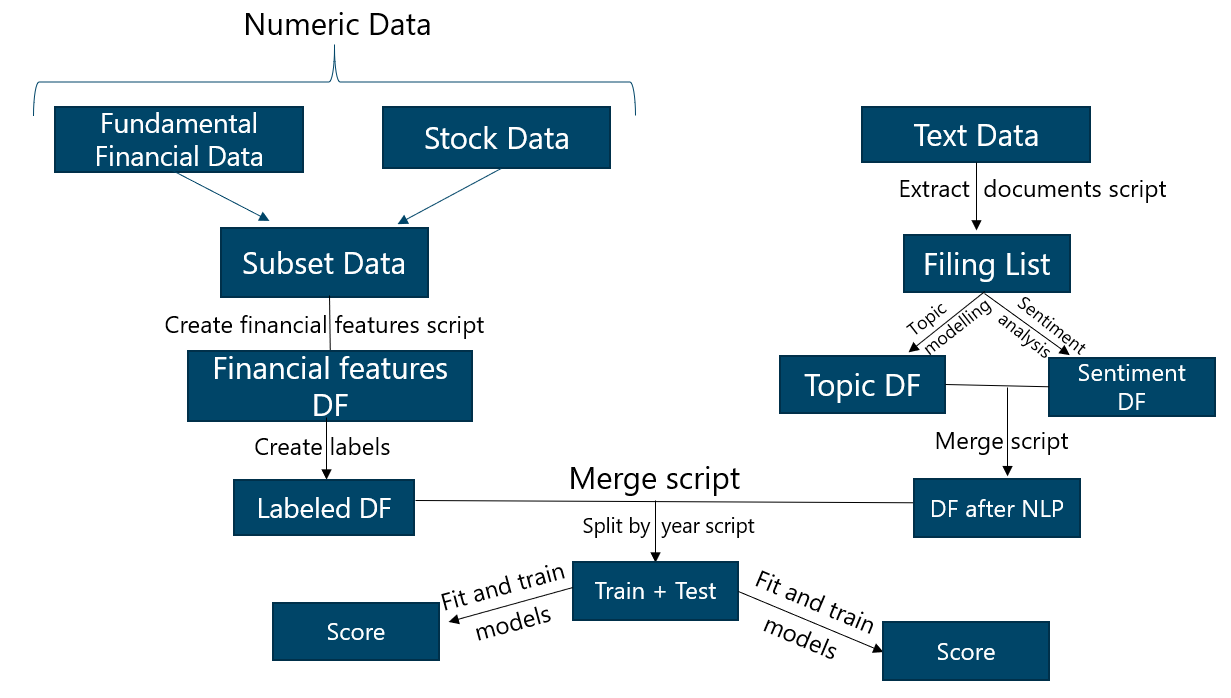 Numeric Data
Fundamental
Financial Data
Stock Data
Text Data
Extract documents script
Subset Data
Filing List
Create financial features script
Topic
modelling
Sentiment
analysis
Financial features
DF
Topic DF
Sentiment
DF
Create labels
Merge script
Labeled DF
Merge script
DF after NLP
Split by year script
Train + Test
Fit and train
models
Fit and train
models
Score
Score